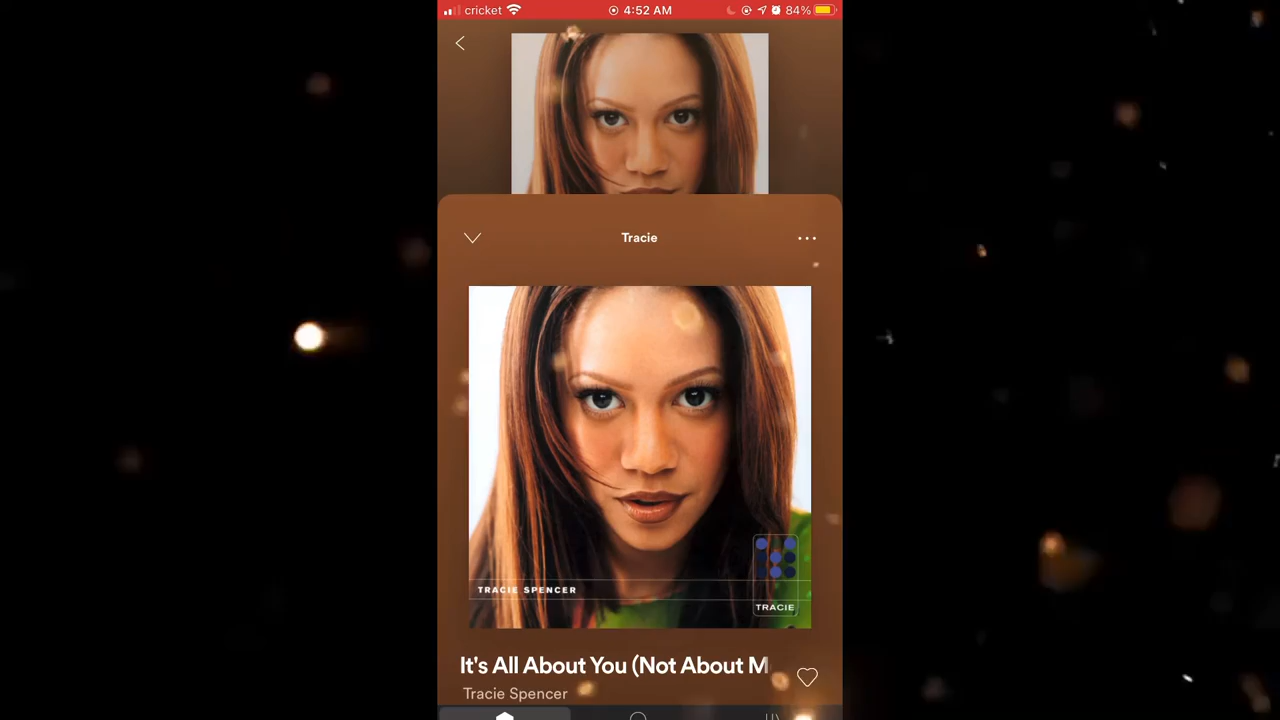 cricket 4:52 AM 84%
Tracie
TRACIE SPENCER
TRACIE
It's All About You (Not About M
Tracie Spencer